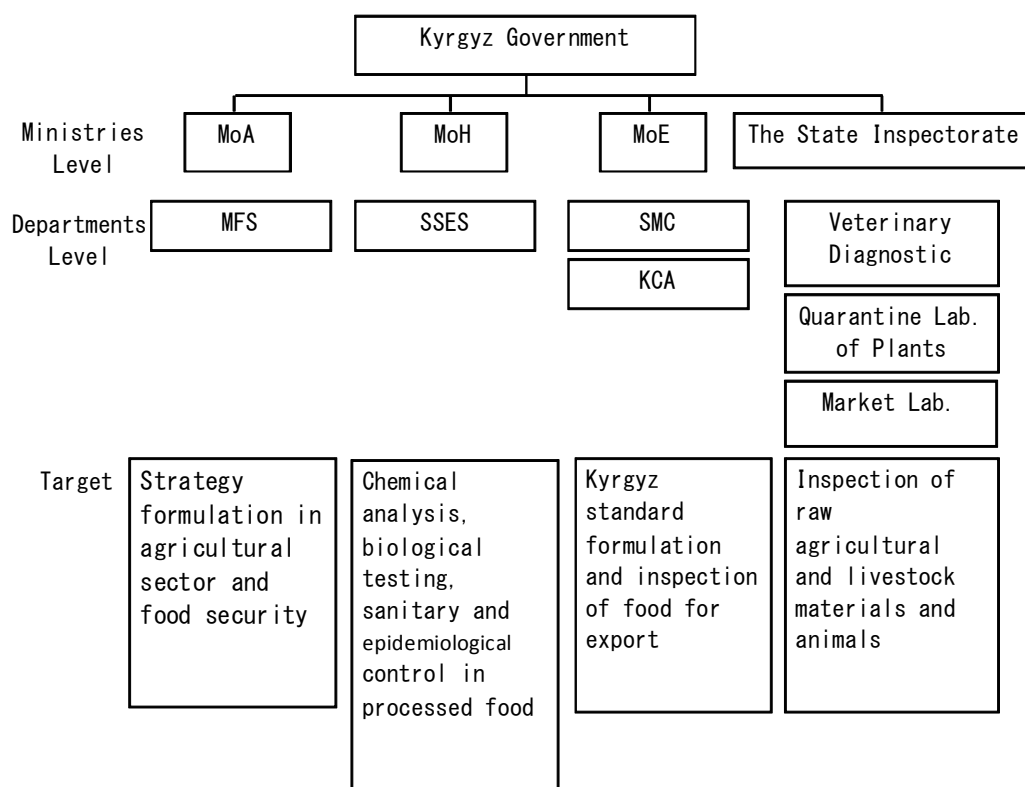 Kyrgyz Government
Ministries
Level
MoA
MoH
MoE
The State Inspectorate
Departments
Level
MFS
SSES
SMC
KCA
Veterinary
Diagnostic
Quarantine Lab.
of Plants
Market Lab.
Target
Strategy
formulation in
agricultural
sector and
food security
Chemical
analysis,
biological
testing,
sanitary and
epidemiological
control in
processed food
Kyrgyz
standard
formulation
and inspection
of food for
export
Inspection of
raw
agricultural
and livestock
materials and
animals